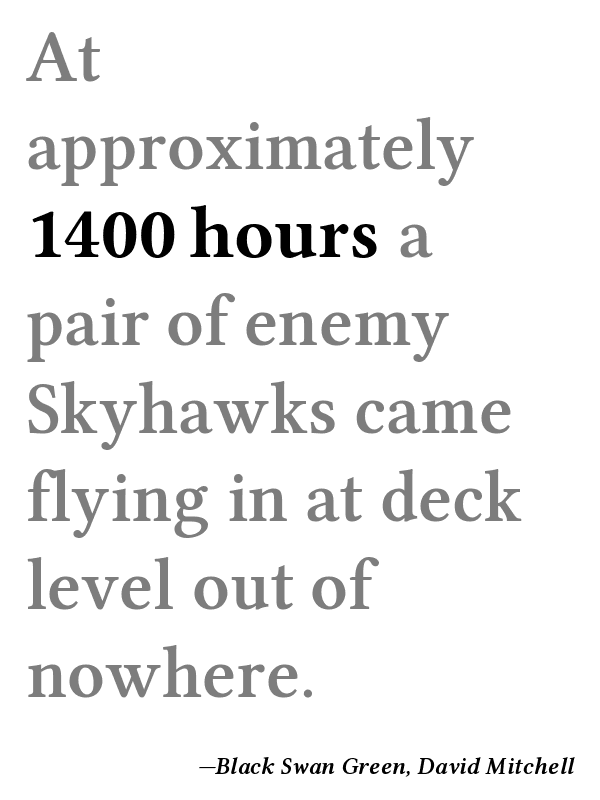 At
approximately
1400 hours a
pair of enemy
Skyhawks came
flying in at deck
level out of
nowhere.
—Black Swan Green, David Mitchell